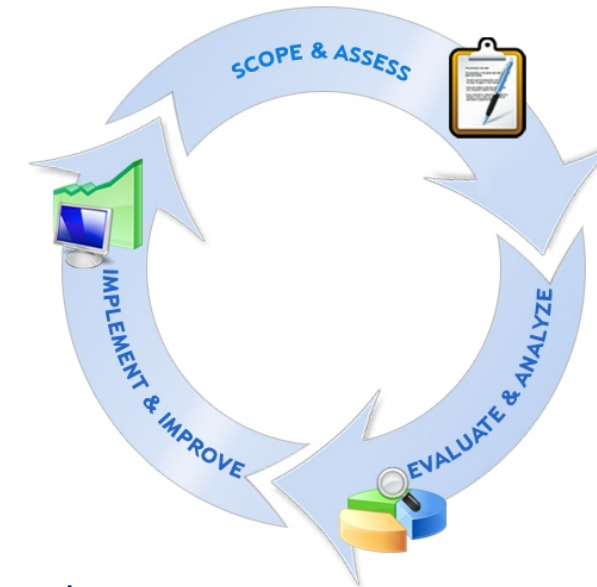 SCOPE & ASSESS
EVALUATE & ANALYZE
IMPLEMENT & IMPROVE